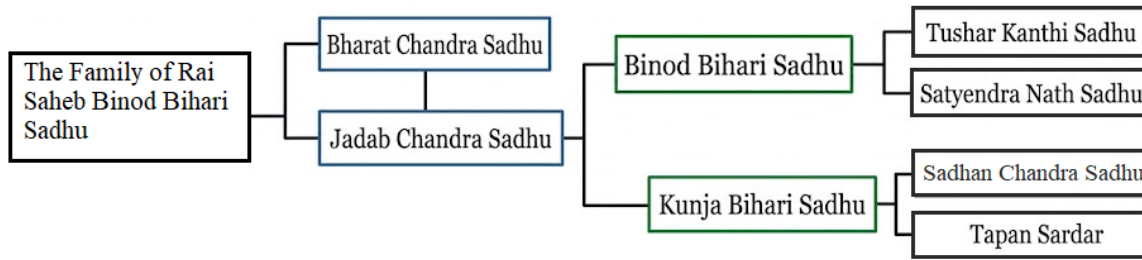 The Family of Rai
Saheb Binod Bihari
Sadhu
Bharat Chandra Sadhu
Jadab Chandra Sadhu
Binod Bihari Sadhu
Kunja Bihari Sadhu
Tushar Kanthi Sadhu
Satyendra Nath Sadhu
Sadhan Chandra Sadhu
Tapan Sardar